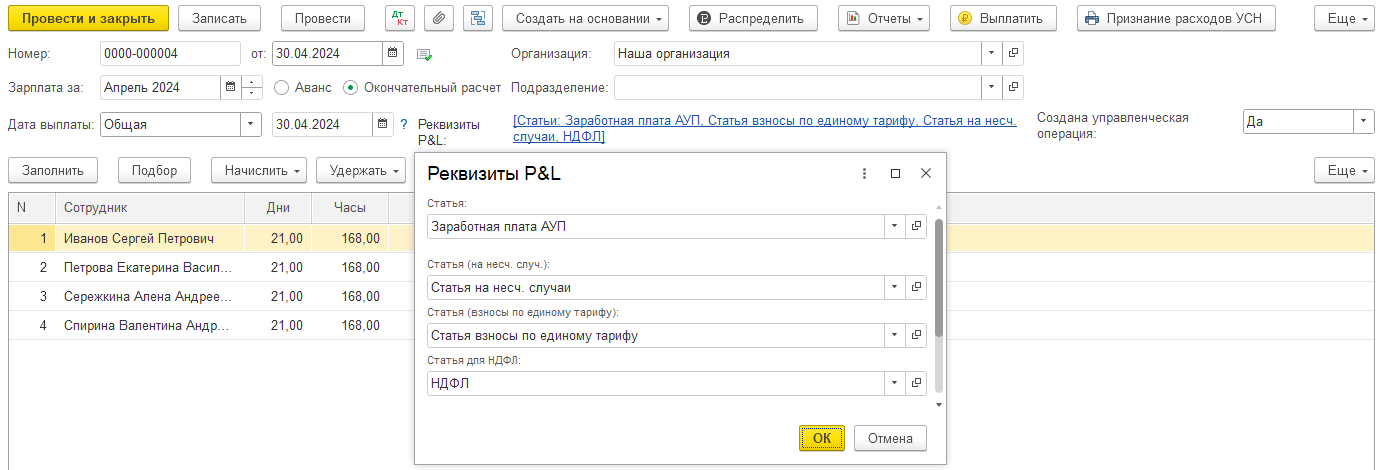 Провести и закрыть Записать Провести Дт Кт Создать на основании Распределить Отчеты Выплатить Признание расходов УСН Еще
Номер: 0000-000004 от: 30.04.2024 Организация: Наша организация
Зарплата за: Апрель 2024 Аванс Окончательный расчет Подразделение:
Дата выплаты: Общая 30.04.2024 ? Реквизиты P&L: [Статьи: Заработная плата АУП, Статья взносы по единому тарифу, Статья на несч. случаи, НДФЛ] Создана управленческая операция: Да
Заполнить Подбор Начислить Удержать Еще
N Сотрудник Дни Часы
1 Иванов Сергей Петрович 21,00 168,00
2 Петрова Екатерина Васил... 21,00 168,00
3 Сережкина Алена Андрее... 21,00 168,00
4 Спирина Валентина Андр... 21,00 168,00
Реквизиты P&L
Статья:
Заработная плата АУП
Статья (на несч. случ.):
Статья на несч. случаи
Статья (взносы по единому тарифу):
Статья взносы по единому тарифу
Статья для НДФЛ:
НДФЛ
ОК Отмена